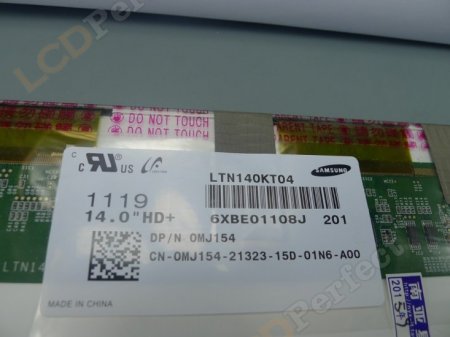 LCDPerfect
DO NOT TOUCH
DO NOT TOUCH
DO NOT TOUCH
C US
LTN140KT04
SAMSUNG
1119
14.0"HD+
6XBE01108J 201
DP/N 0MJ154
CN-0MJ154-21323-15D-01N6-A00
MADE IN CHINA
LTN14